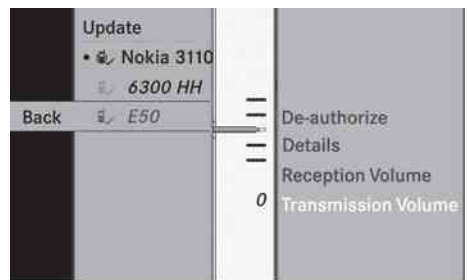 Update
• Nokia 3110
6300 HH
Back
E50
De-authorize
Details
Reception Volume
0
Transmission Volume